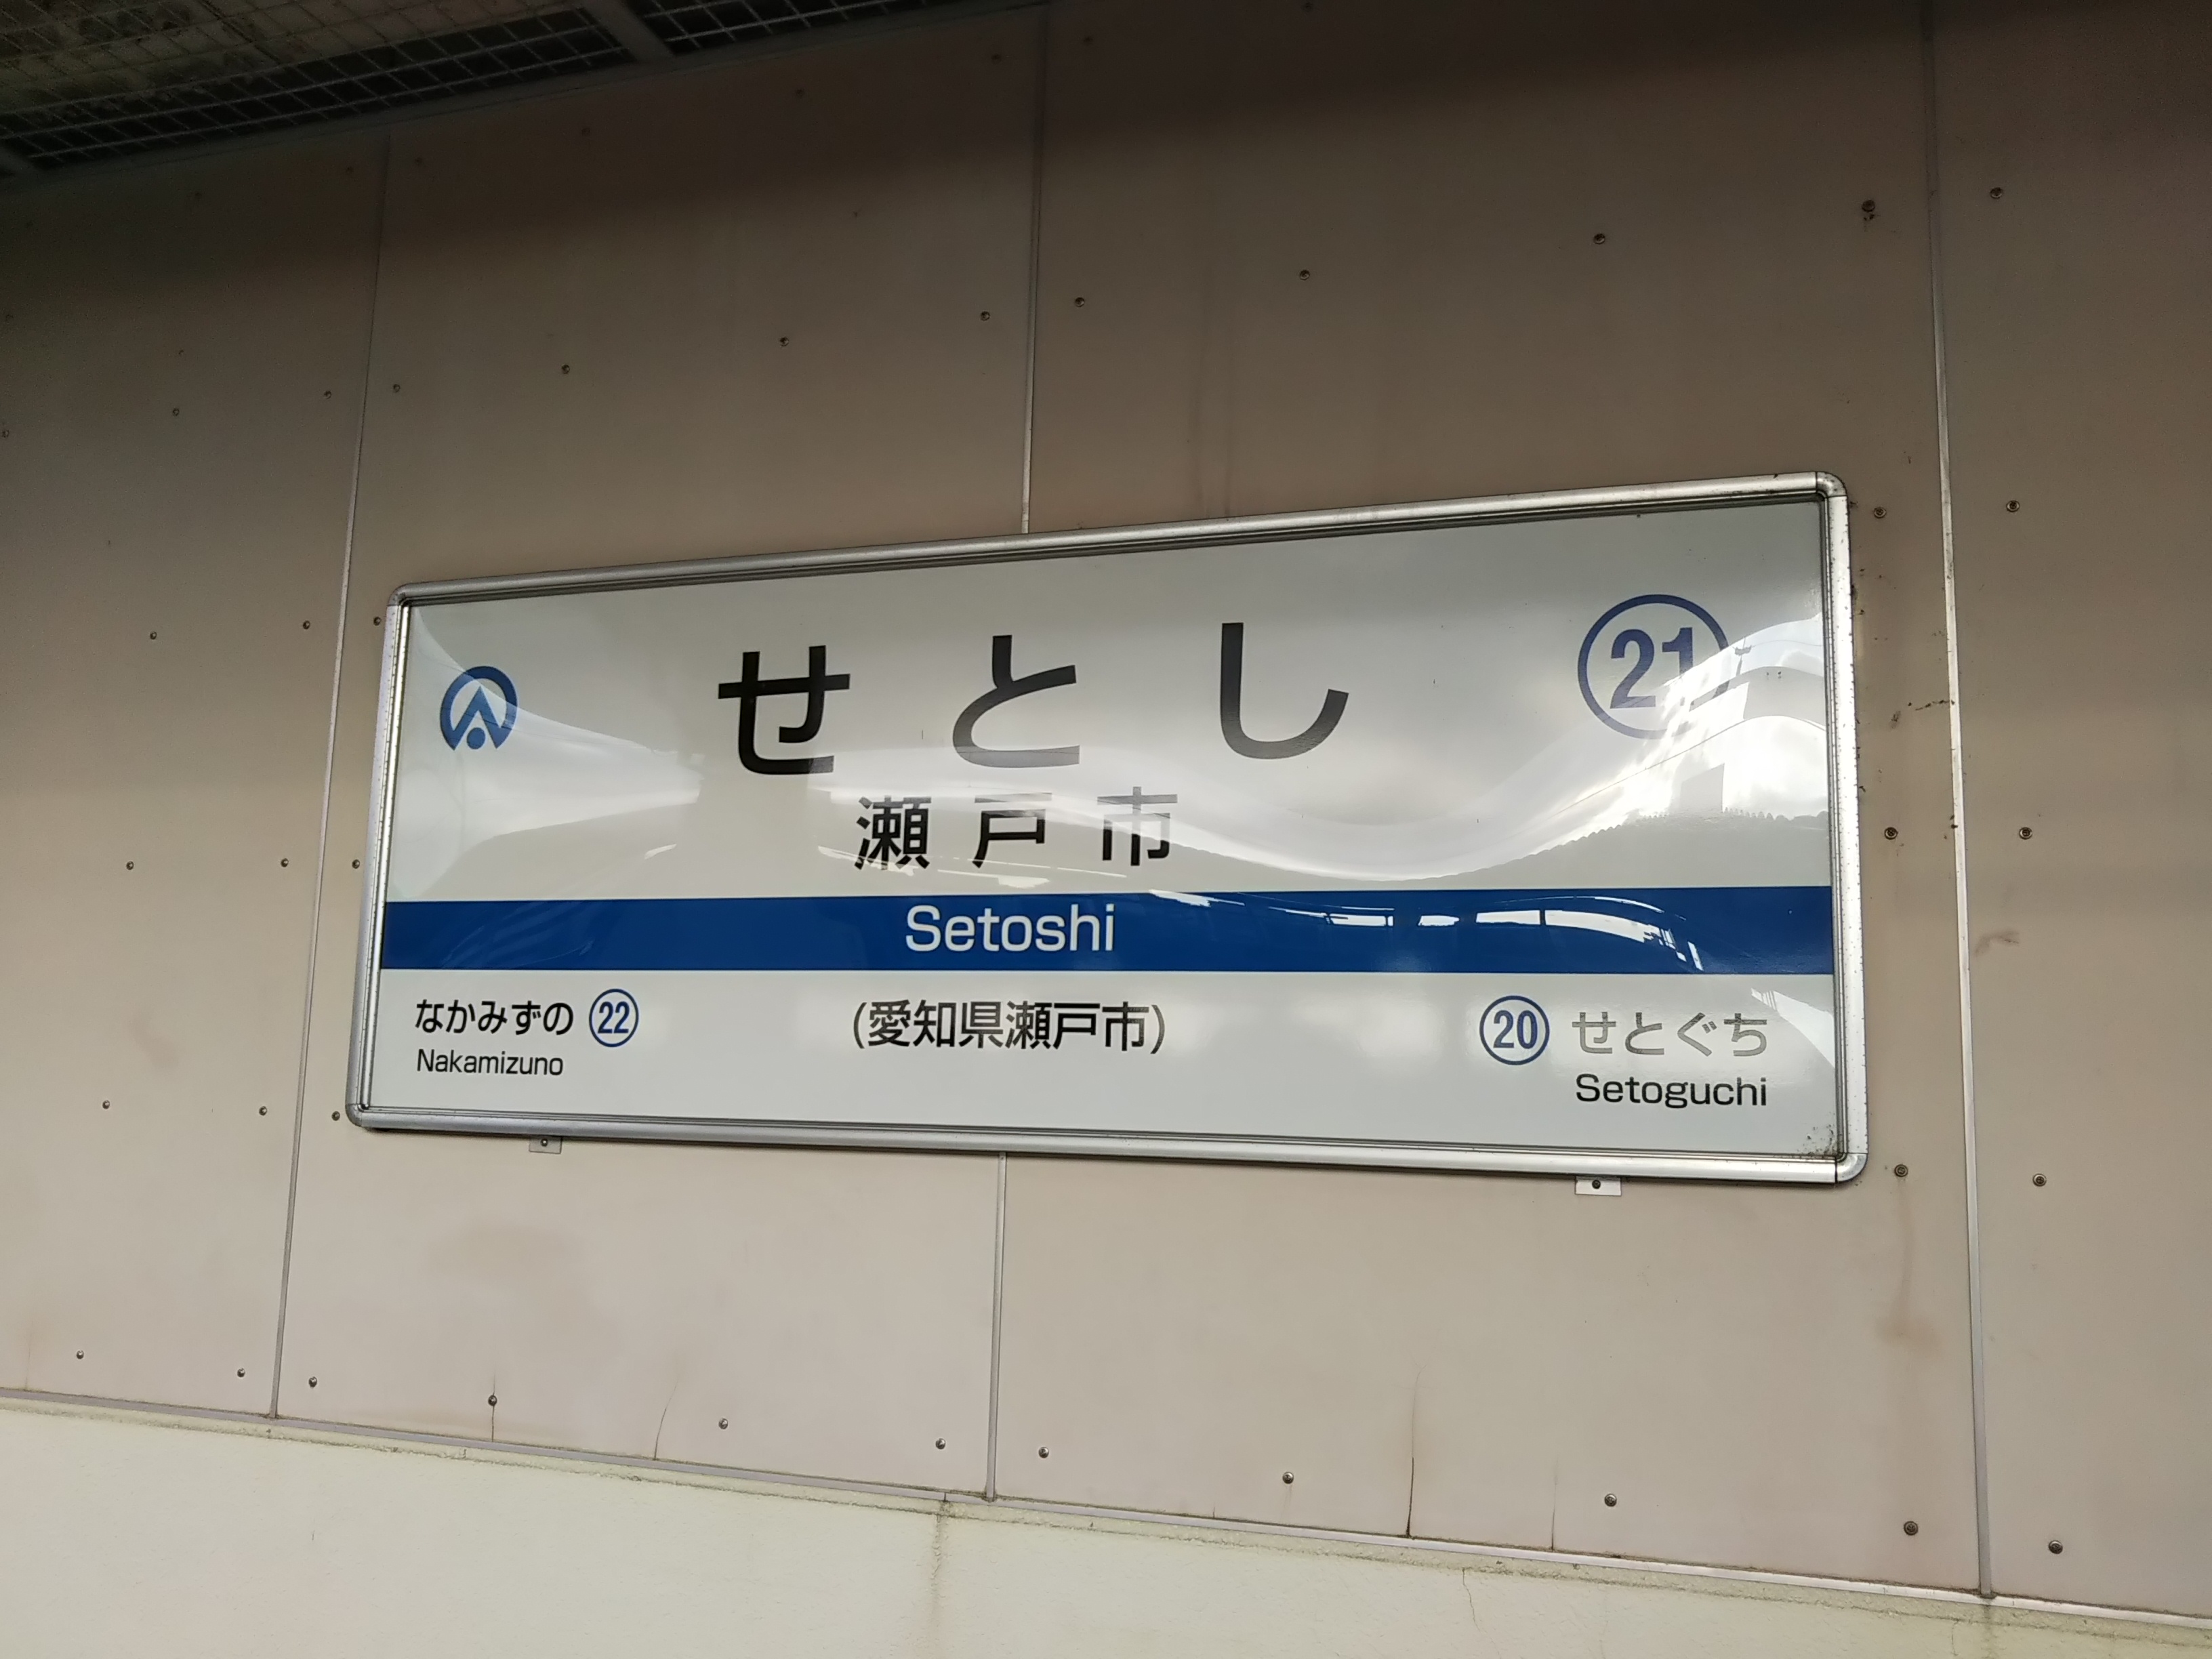 せとし
21
瀬戸市
Setoshi
なかみずの 22
Nakamizuno
(愛知県瀬戸市)
20 せとぐち
Setoguchi